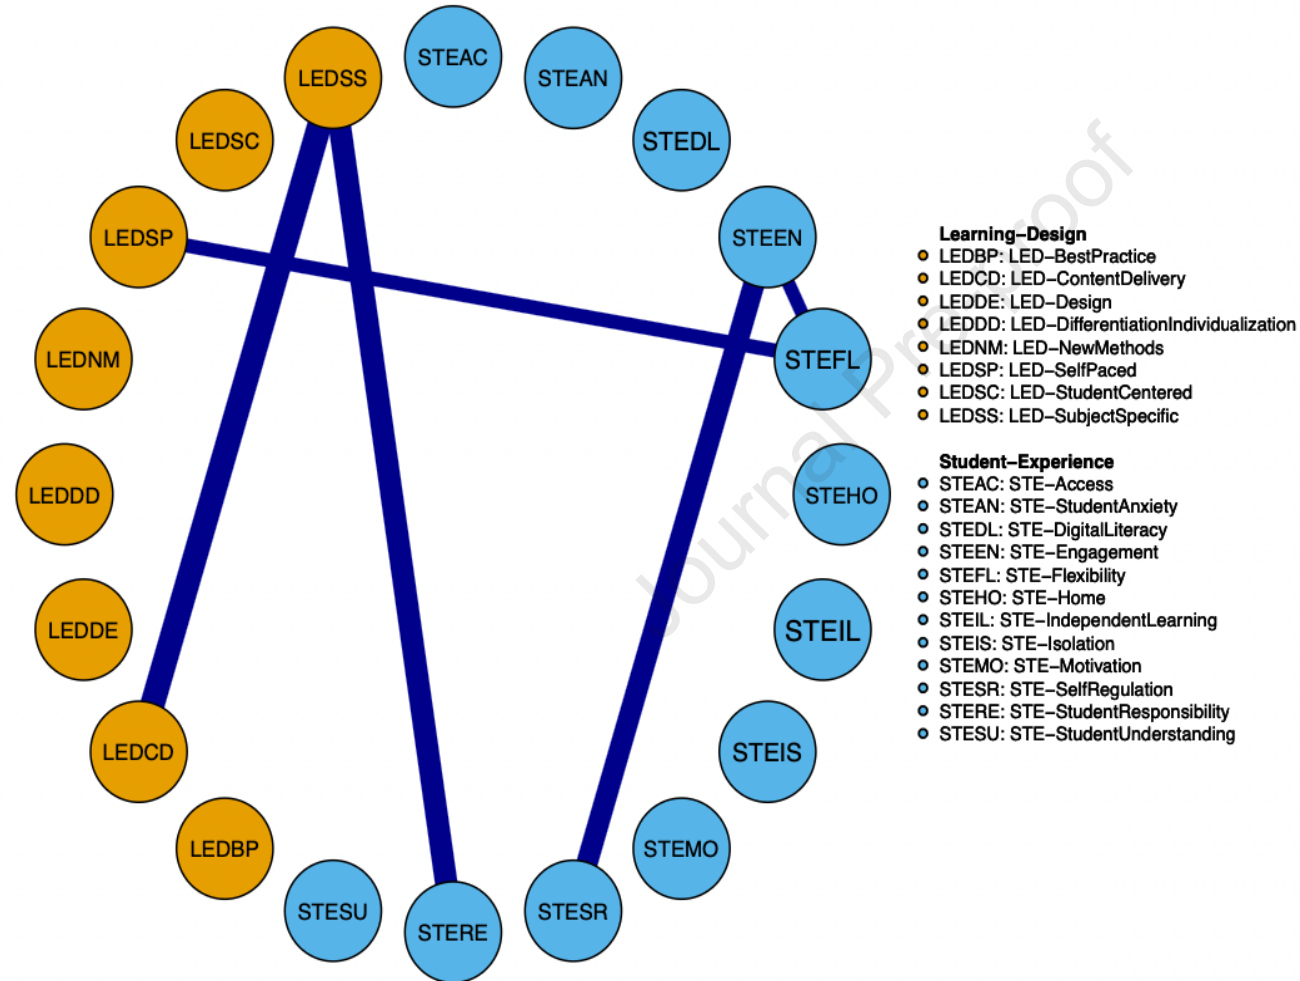 STEAC
LEDSS
STEAN
LEDSC
STEDL
LEDSP
STEEN
LEDNM
STEFL
LEDDD
STEHO
LEDDE
STEIL
LEDCD
STEIS
LEDBP
STEMO
STESU
STESR
STERE
Learning–Design
LEDBP: LED–BestPractice
LEDCD: LED–ContentDelivery
LEDDE: LED–Design
LEDDD: LED–DifferentiationIndividualization
LEDNM: LED–NewMethods
LEDSP: LED–SelfPaced
LEDSC: LED–StudentCentered
LEDSS: LED–SubjectSpecific
Student–Experience
STEAC: STE–Access
STEAN: STE–StudentAnxiety
STEDL: STE–DigitalLiteracy
STEEN: STE–Engagement
STEFL: STE–Flexibility
STEHO: STE–Home
STEIL: STE–IndependentLearning
STEIS: STE–Isolation
STEMO: STE–Motivation
STESR: STE–SelfRegulation
STERE: STE–StudentResponsibility
STESU: STE–StudentUnderstanding
Journal Pre-proof